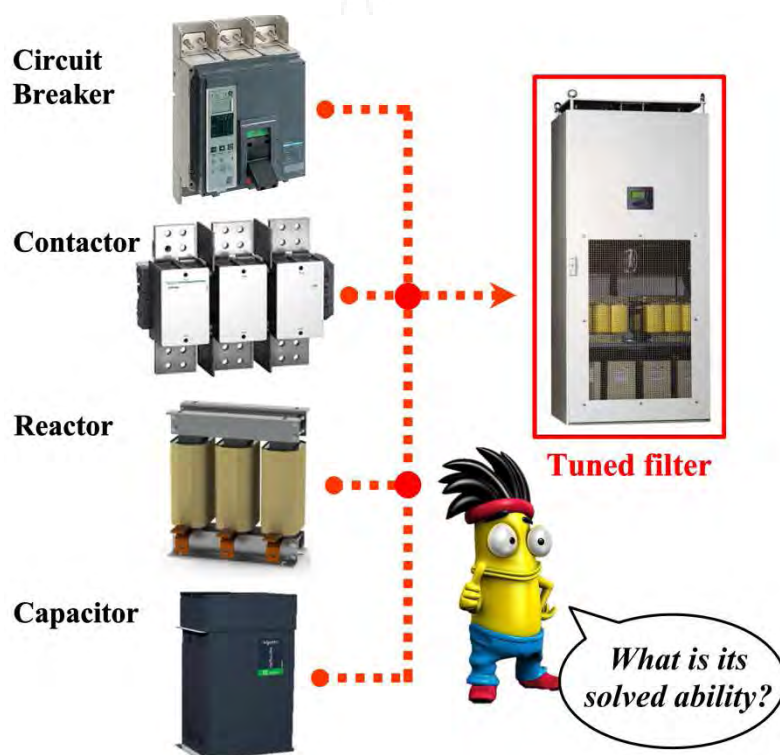 Circuit
Breaker
Contactor
Reactor
Capacitor
Tuned filter
What is its
solved ability?